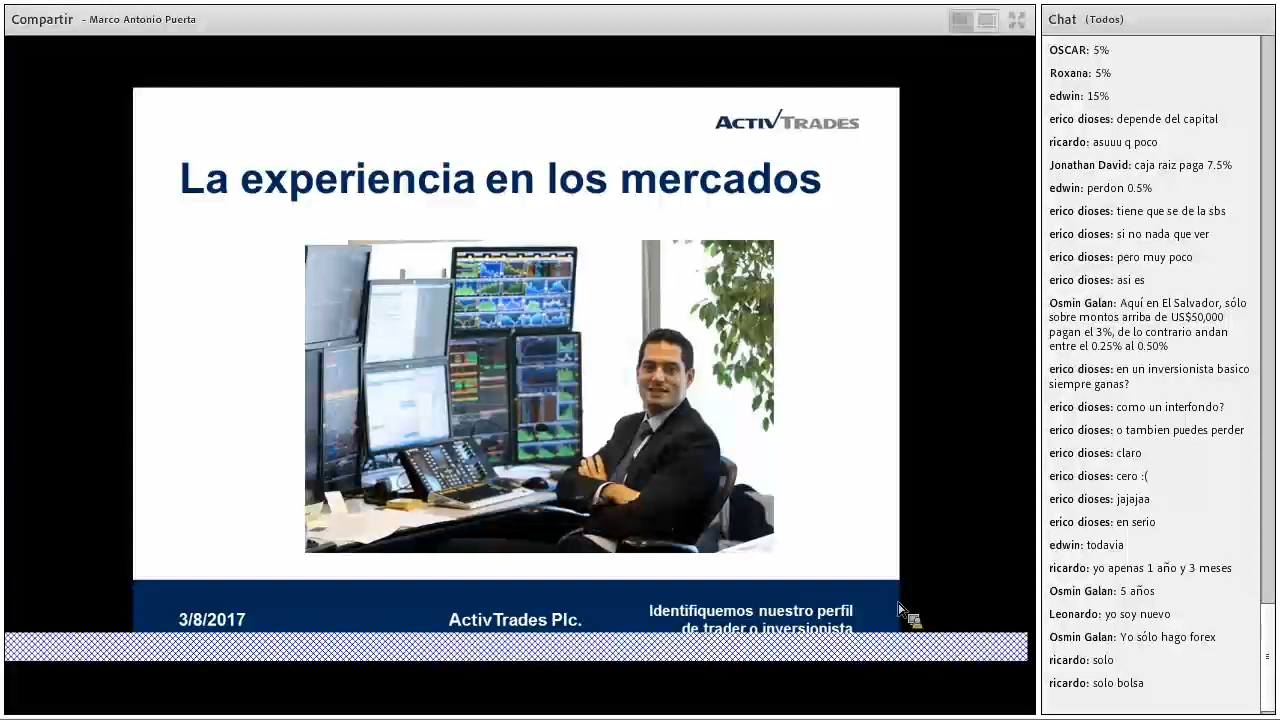 Compartir - Marco Antonio Puerta
ACTIVTRADES
La experiencia en los mercados
3/8/2017
ActivTrades Plc.
Identifiquemos nuestro perfil
de trader o inversionista
Chat (Todos)
OSCAR: 5%
Roxana: 5%
edwin: 15%
erico dioses: depende del capital
ricardo: asuuu q poco
Jonathan David: caja raiz paga 7.5%
edwin: perdon 0.5%
erico dioses: tiene que se de la sbs
erico dioses: si no nada que ver
erico dioses: pero muy poco
erico dioses: asi es
Osmin Galan: Aquí en El Salvador, sólo
sobre montos arriba de US$50,000
pagan el 3%, de lo contrario andan
entre el 0.25% al 0.50%
erico dioses: en un inversionista basico
siempre ganas?
erico dioses: como un interfondo?
erico dioses: o tambien puedes perder
erico dioses: claro
erico dioses: cero :(
erico dioses: jajajaa
erico dioses: en serio
edwin: todavia
ricardo: yo apenas 1 año y 3 meses
Osmin Galan: 5 años
Leonardo: yo soy nuevo
Osmin Galan: Yo sólo hago forex
ricardo: solo
ricardo: solo bolsa